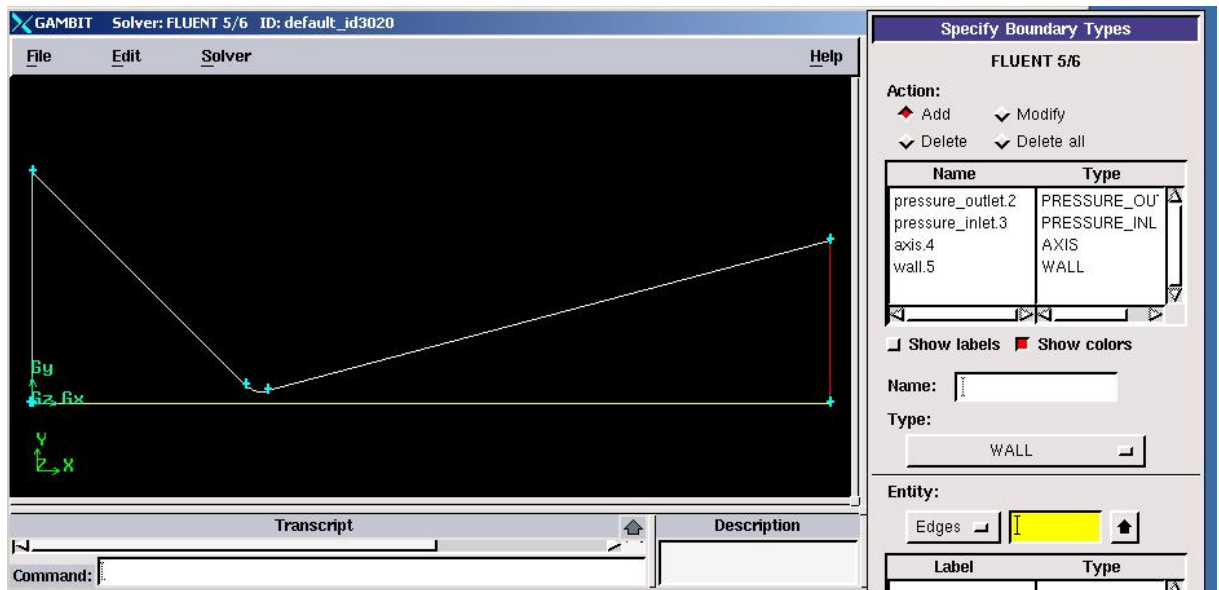 GAMBIT Solver: FLUENT 5/6 ID: default_id3020
File Edit Solver Help
Gy
Gz Gx
Y
Z X
Transcript
Description
Command:
Specify Boundary Types
FLUENT 5/6
Action:
Add Modify
Delete Delete all
Name Type
pressure_outlet.2 PRESSURE_OUT
pressure_inlet.3 PRESSURE_INL
axis.4 AXIS
wall.5 WALL
Show labels Show colors
Name:
Type:
WALL
Entity:
Edges
Label Type